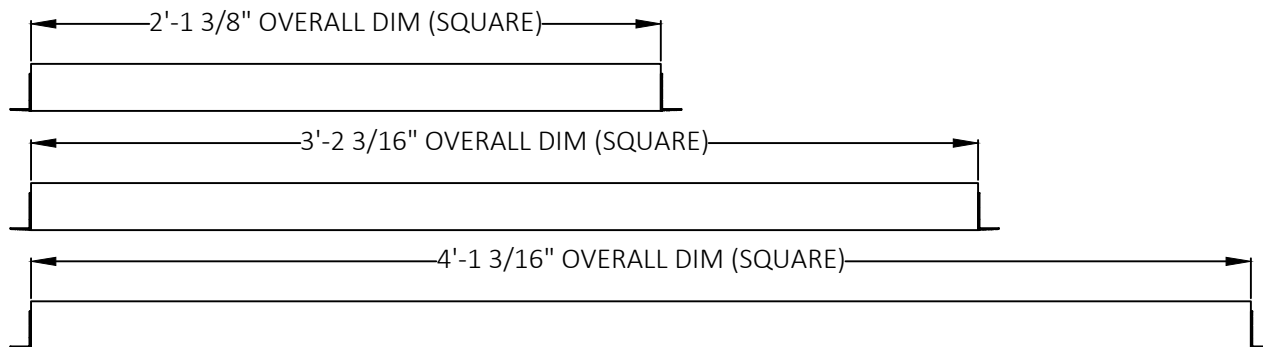 2'-1 3/8" OVERALL DIM (SQUARE)
3'-2 3/16" OVERALL DIM (SQUARE)
4'-1 3/16" OVERALL DIM (SQUARE)